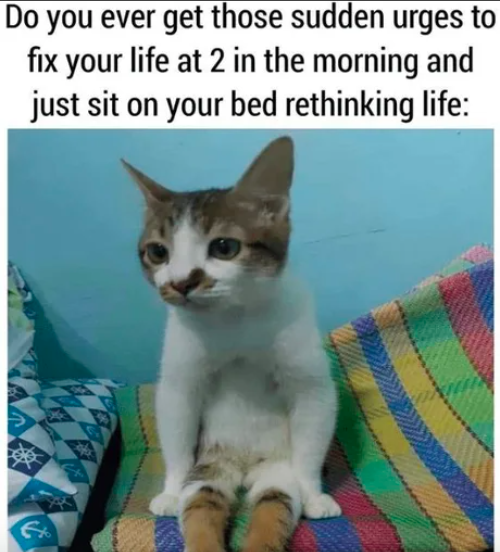 Do you ever get those sudden urges to
fix your life at 2 in the morning and
just sit on your bed rethinking life: